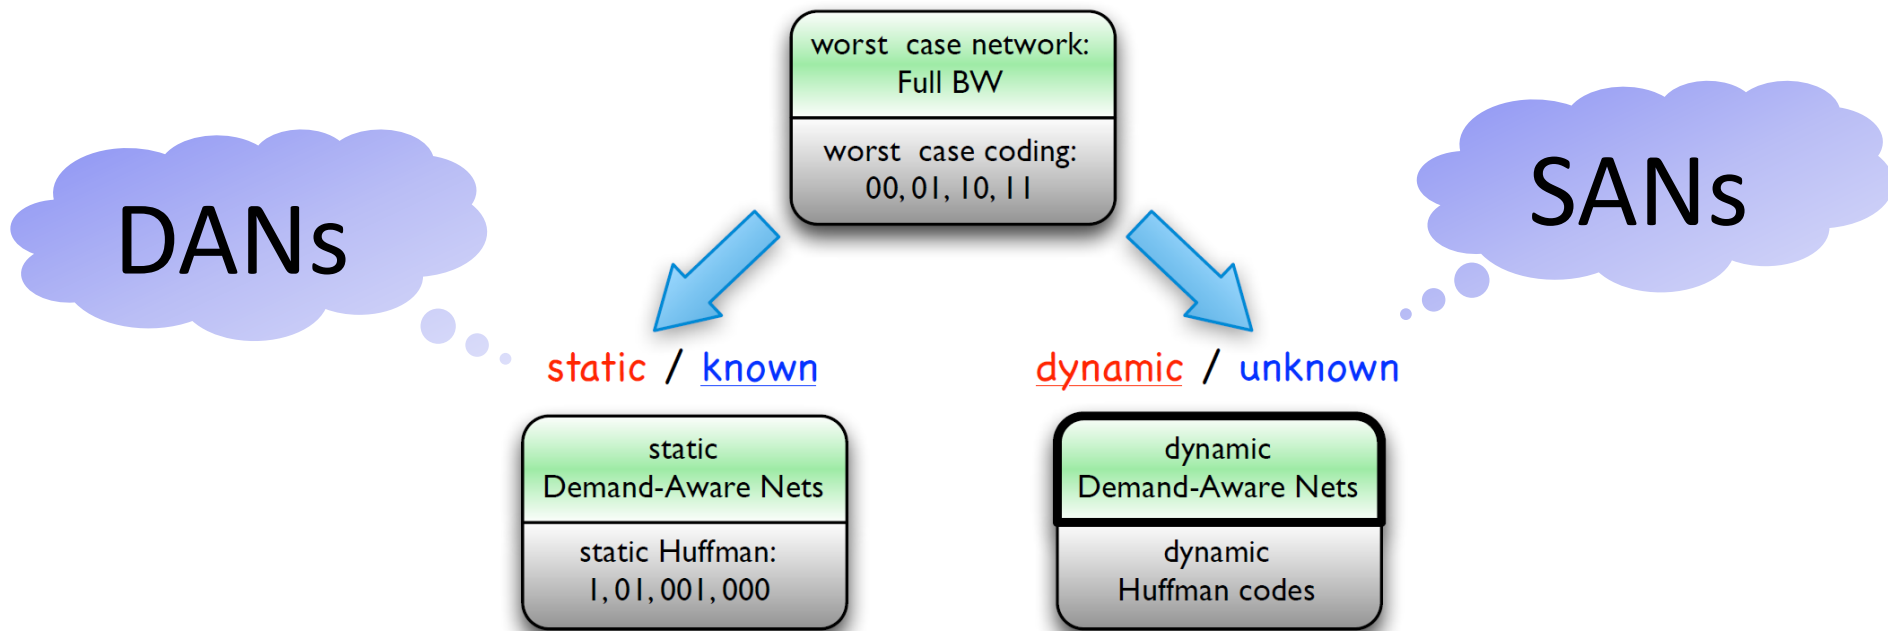 worst case network:
Full BW
worst case coding:
00, 01, 10, 11
DANs
SANs
static / known
dynamic / unknown
static
Demand-Aware Nets
static Huffman:
1, 01, 001, 000
dynamic
Demand-Aware Nets
dynamic
Huffman codes